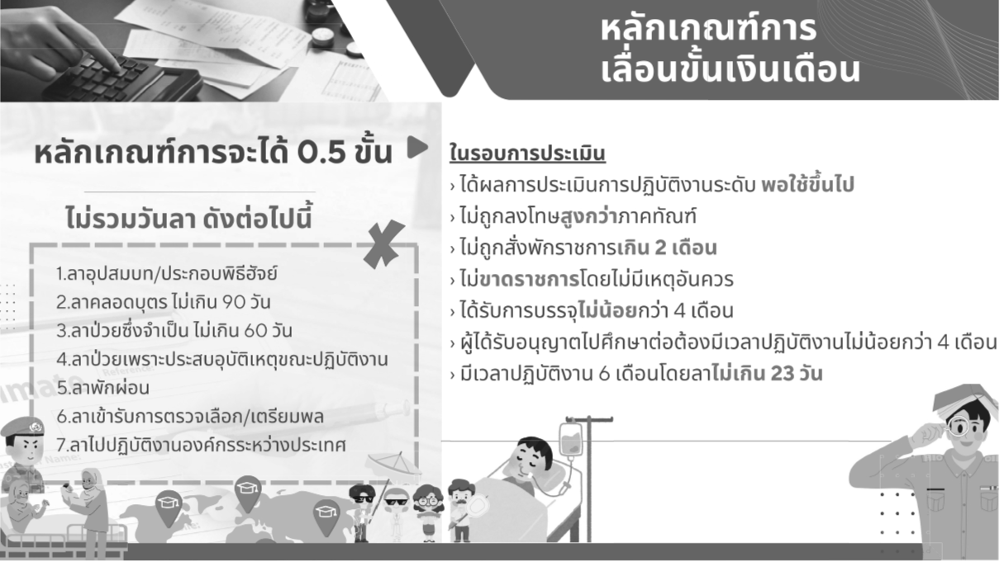 หลักเกณฑ์การ
เลื่อนขั้นเงินเดือน
หลักเกณฑ์การจะได้ 0.5 ขั้น
ไม่รวมวันลา ดังต่อไปนี้
1.ลาอุปสมบท/ประกอบพิธีฮัจย์
2.ลาคลอดบุตร ไม่เกิน 90 วัน
3.ลาป่วยซึ่งจำเป็น ไม่เกิน 60 วัน
4.ลาป่วยเพราะประสบอุบัติเหตุขณะปฏิบัติงาน
5.ลาพักผ่อน
6.ลาเข้ารับการตรวจเลือก/เตรียมพล
7.ลาไปปฏิบัติงานองค์กรระหว่างประเทศ
ในรอบการประเมิน
› ได้ผลการประเมินการปฏิบัติงานระดับ พอใช้ขึ้นไป
› ไม่ถูกลงโทษสูงกว่าภาคทัณฑ์
› ไม่ถูกสั่งพักราชการเกิน 2 เดือน
› ไม่ขาดราชการโดยไม่มีเหตุอันควร
› ได้รับการบรรจุไม่น้อยกว่า 4 เดือน
› ผู้ได้รับอนุญาตไปศึกษาต่อต้องมีเวลาปฏิบัติงานไม่น้อยกว่า 4 เดือน
› มีเวลาปฏิบัติงาน 6 เดือนโดยลาไม่เกิน 23 วัน